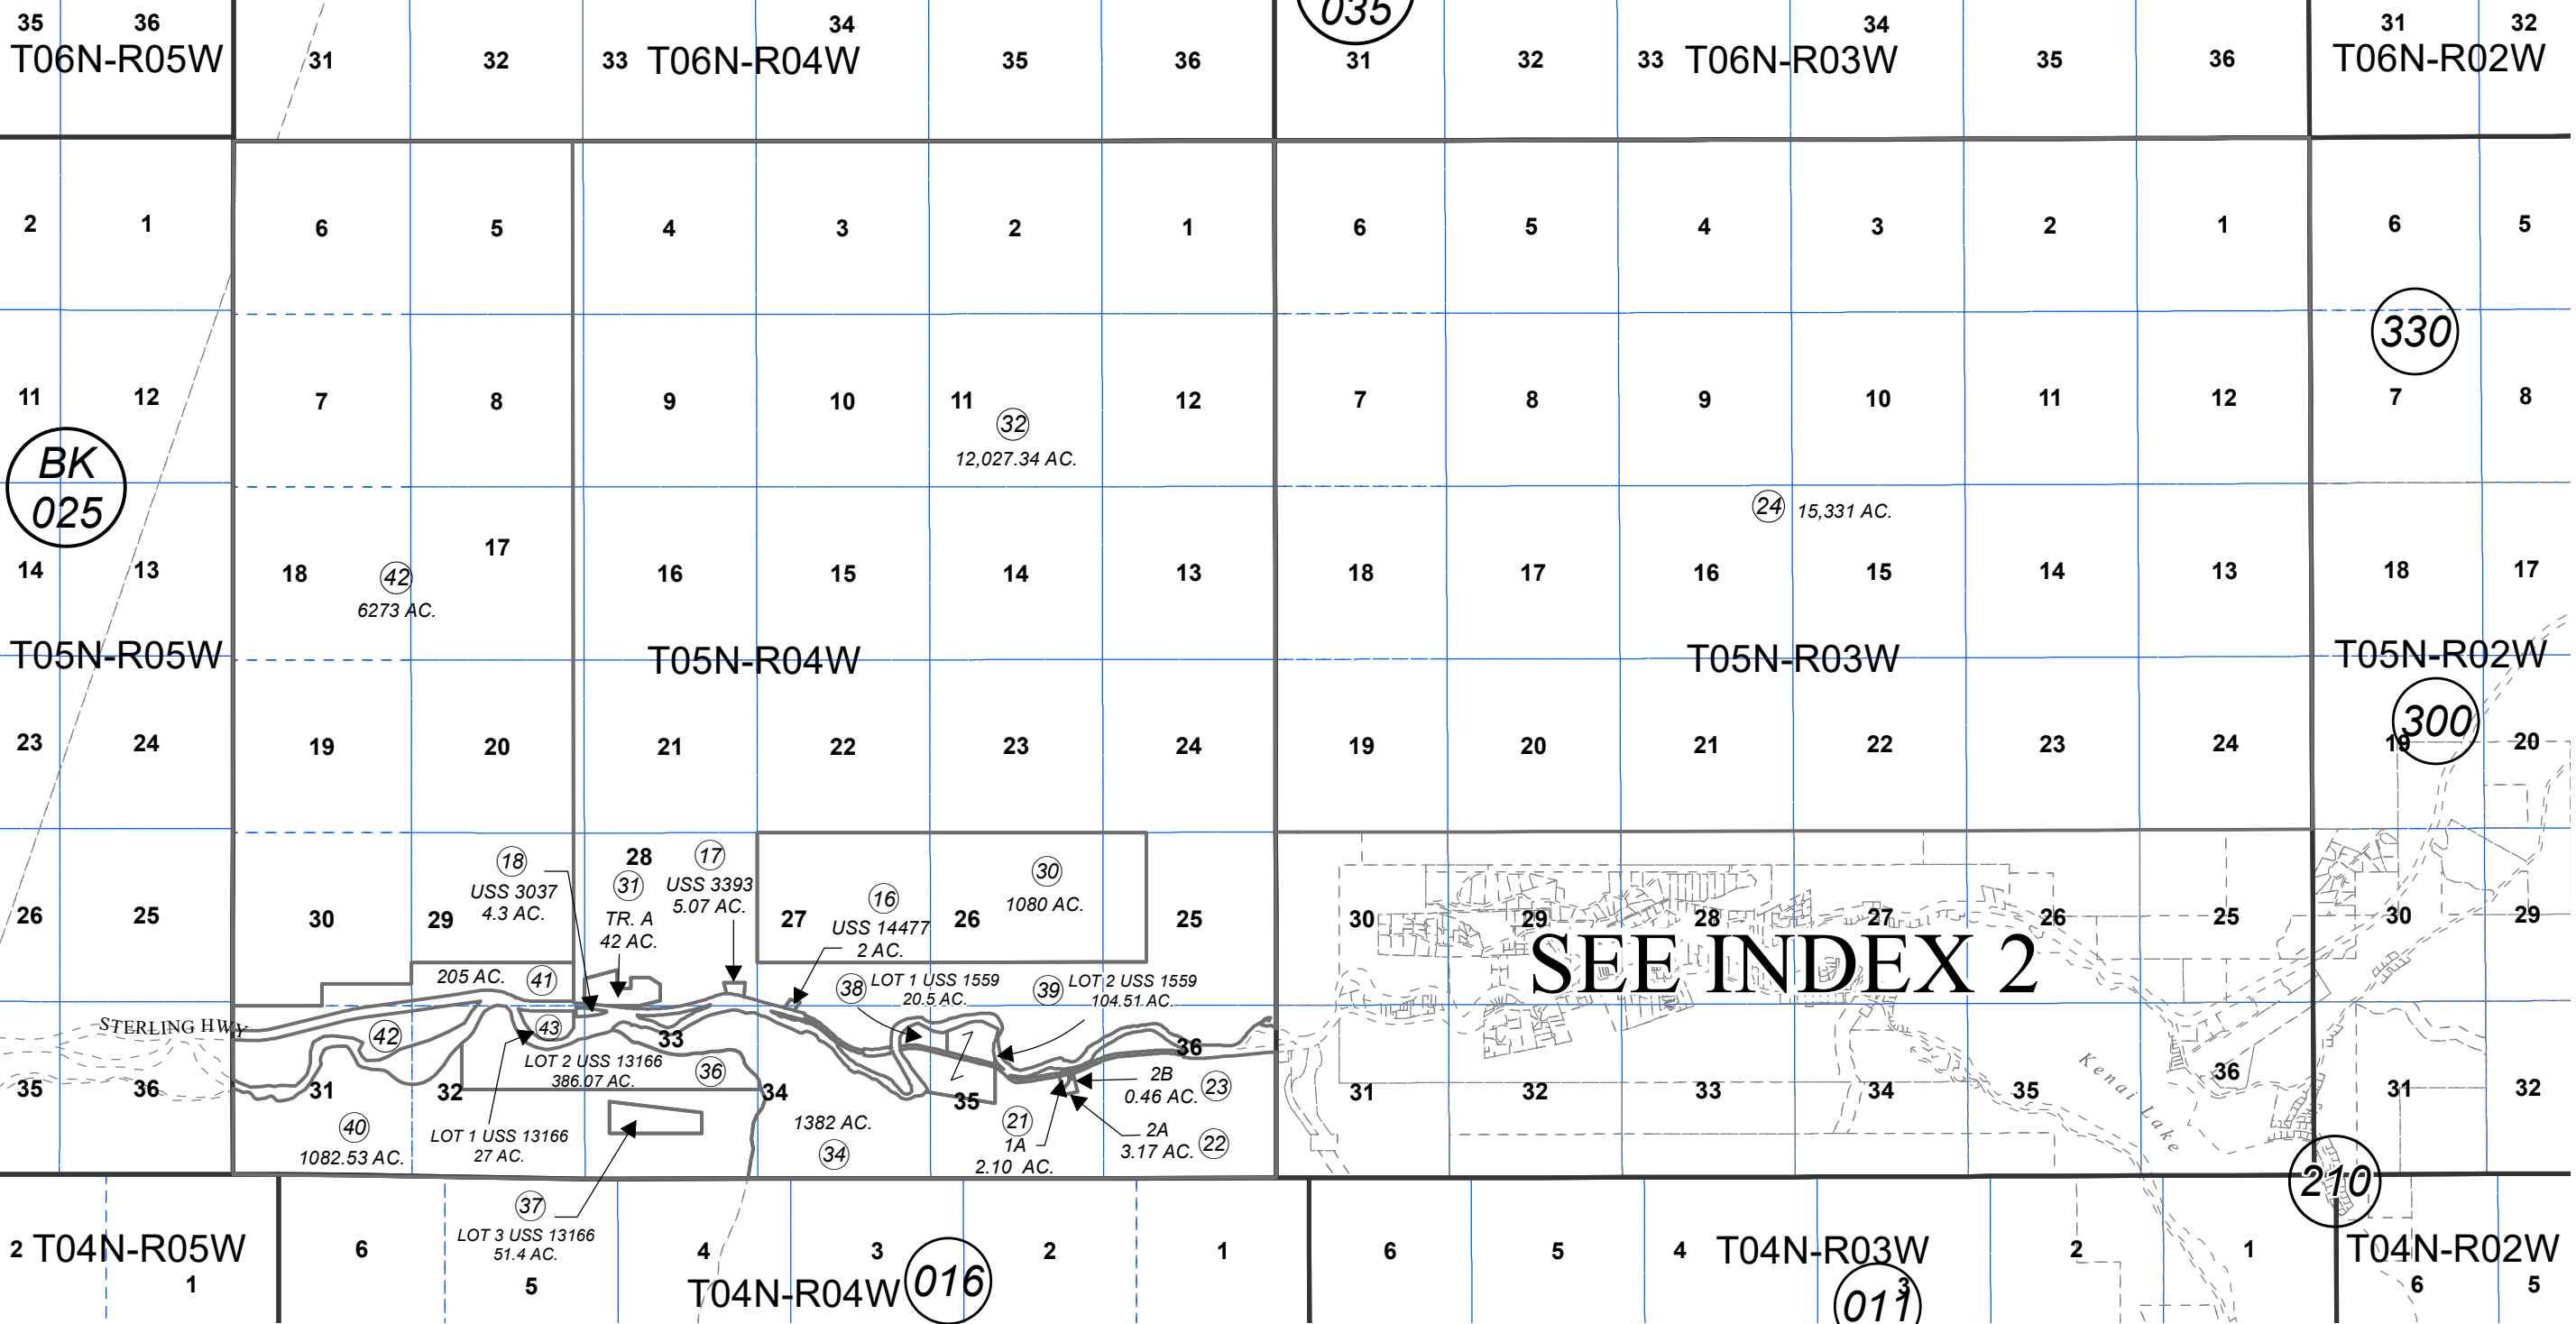 035
35 36 34 34 31 32
T06N-R05W 31 32 33 T06N-R04W 35 36 31 32 33 T06N-R03W 35 36 T06N-R02W
2 1 6 5 4 3 2 1 6 5 4 3 2 1 6 5
330
11 12 7 8 9 10 11 12 7 8 9 10 11 12 7 8
32
12,027.34 AC.
BK
025
24 15,331 AC.
17
14 13 18 42 16 15 14 13 18 17 16 15 14 13 18 17
6273 AC.
T05N-R05W T05N-R04W T05N-R03W T05N-R02W
300
23 24 19 20 21 22 23 24 19 20 21 22 23 24 19 20
18
USS 3037
4.3 AC.
28
31
TR. A
42 AC.
17
USS 3393
5.07 AC.
16
USS 14477
2 AC.
30
1080 AC.
26 25 30 29 27 26 25 30 29 28 27 26 25 30 29
SEE INDEX 2
205 AC. 41
38 LOT 1 USS 1559
20.5 AC.
39 LOT 2 USS 1559
104.51 AC.
STERLING HWY
42
43
33
36
LOT 2 USS 13166
386.07 AC.
36
Kenai Lake
36
35 36 31 32 34 35 31 32 33 34 35 31 32
2B
0.46 AC. 23
40
1082.53 AC.
LOT 1 USS 13166
27 AC.
1382 AC.
34
21
1A
2.10 AC.
2A
3.17 AC. 22
210
37
LOT 3 USS 13166
51.4 AC.
2 T04N-R05W 6 4 3 2 1 6 5 4 T04N-R03W 2 1 T04N-R02W
1 5 T04N-R04W 016 3 6 5
011